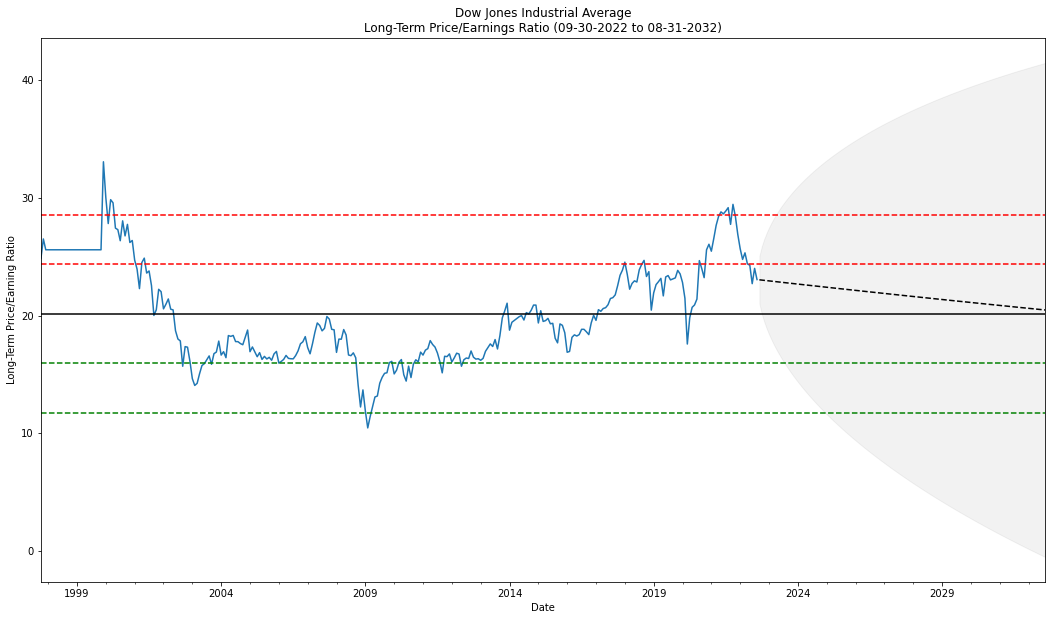 Dow Jones Industrial Average
Long-Term Price/Earnings Ratio (09-30-2022 to 08-31-2032)
Long-Term Price/Earning Ratio
40
30
20
10
0
1999 2004 2009 2014 2019 2024 2029
Date